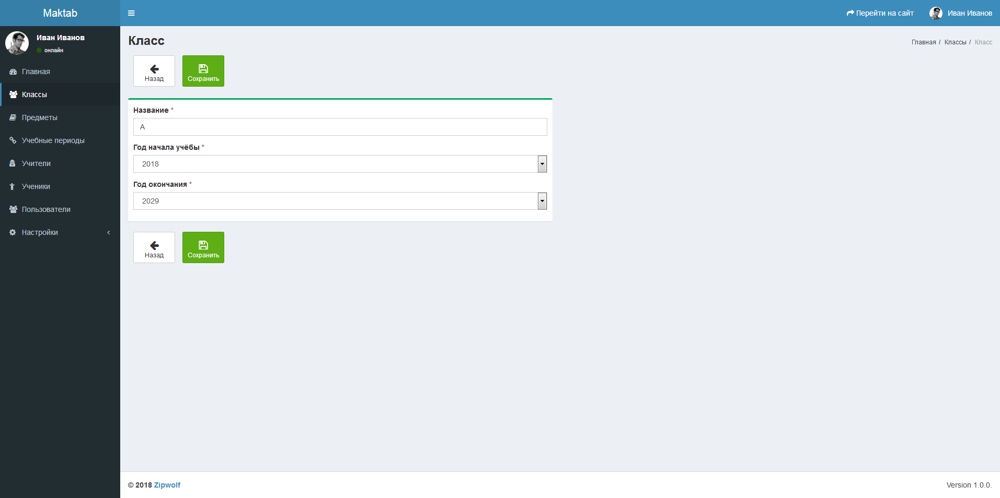 Maktab
Перейти на сайт
Иван Иванов
Иван Иванов
онлайн
Главная
Классы
Предметы
Учебные периоды
Учители
Ученики
Пользователи
Настройки
Класс
Главная / Классы / Класс
Назад
Сохранить
Название *
А
Год начала учёбы *
2018
Год окончания *
2029
Назад
Сохранить
© 2018 Zipwolf
Version 1.0.0.